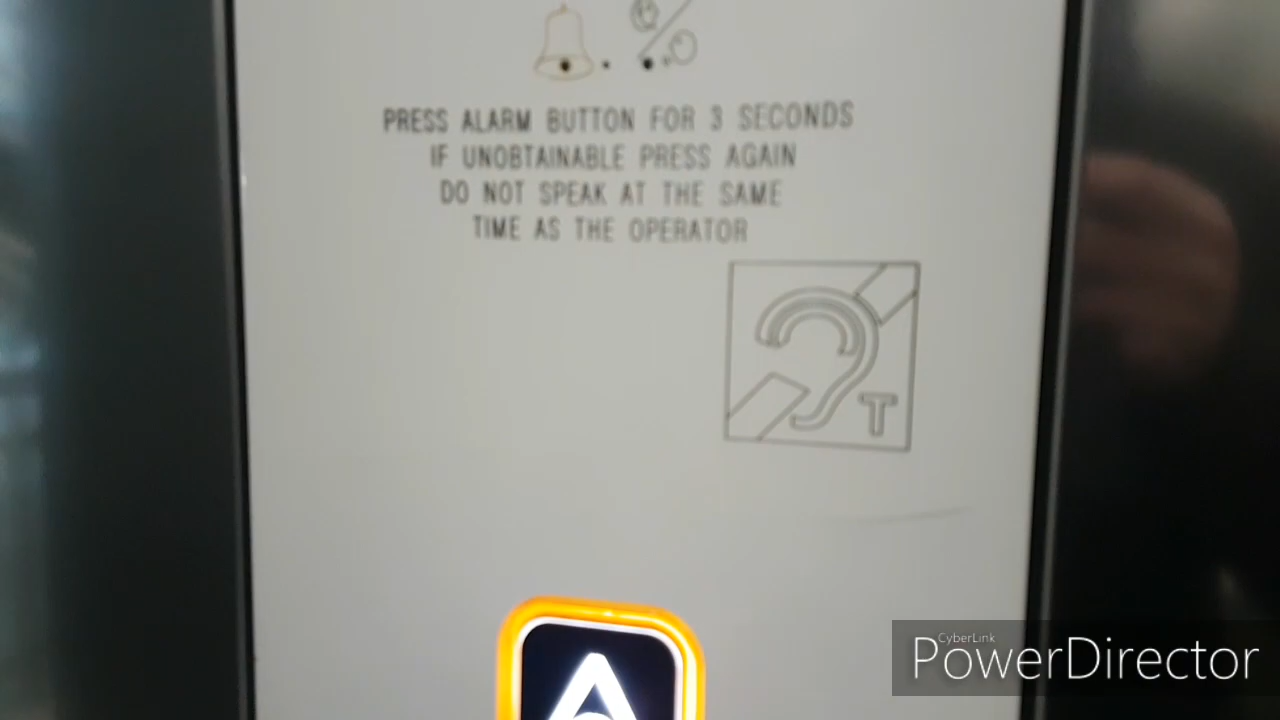 PRESS ALARM BUTTON FOR 3 SECONDS
IF UNOBTAINABLE PRESS AGAIN
DO NOT SPEAK AT THE SAME
TIME AS THE OPERATOR
T
CyberLink
PowerDirector